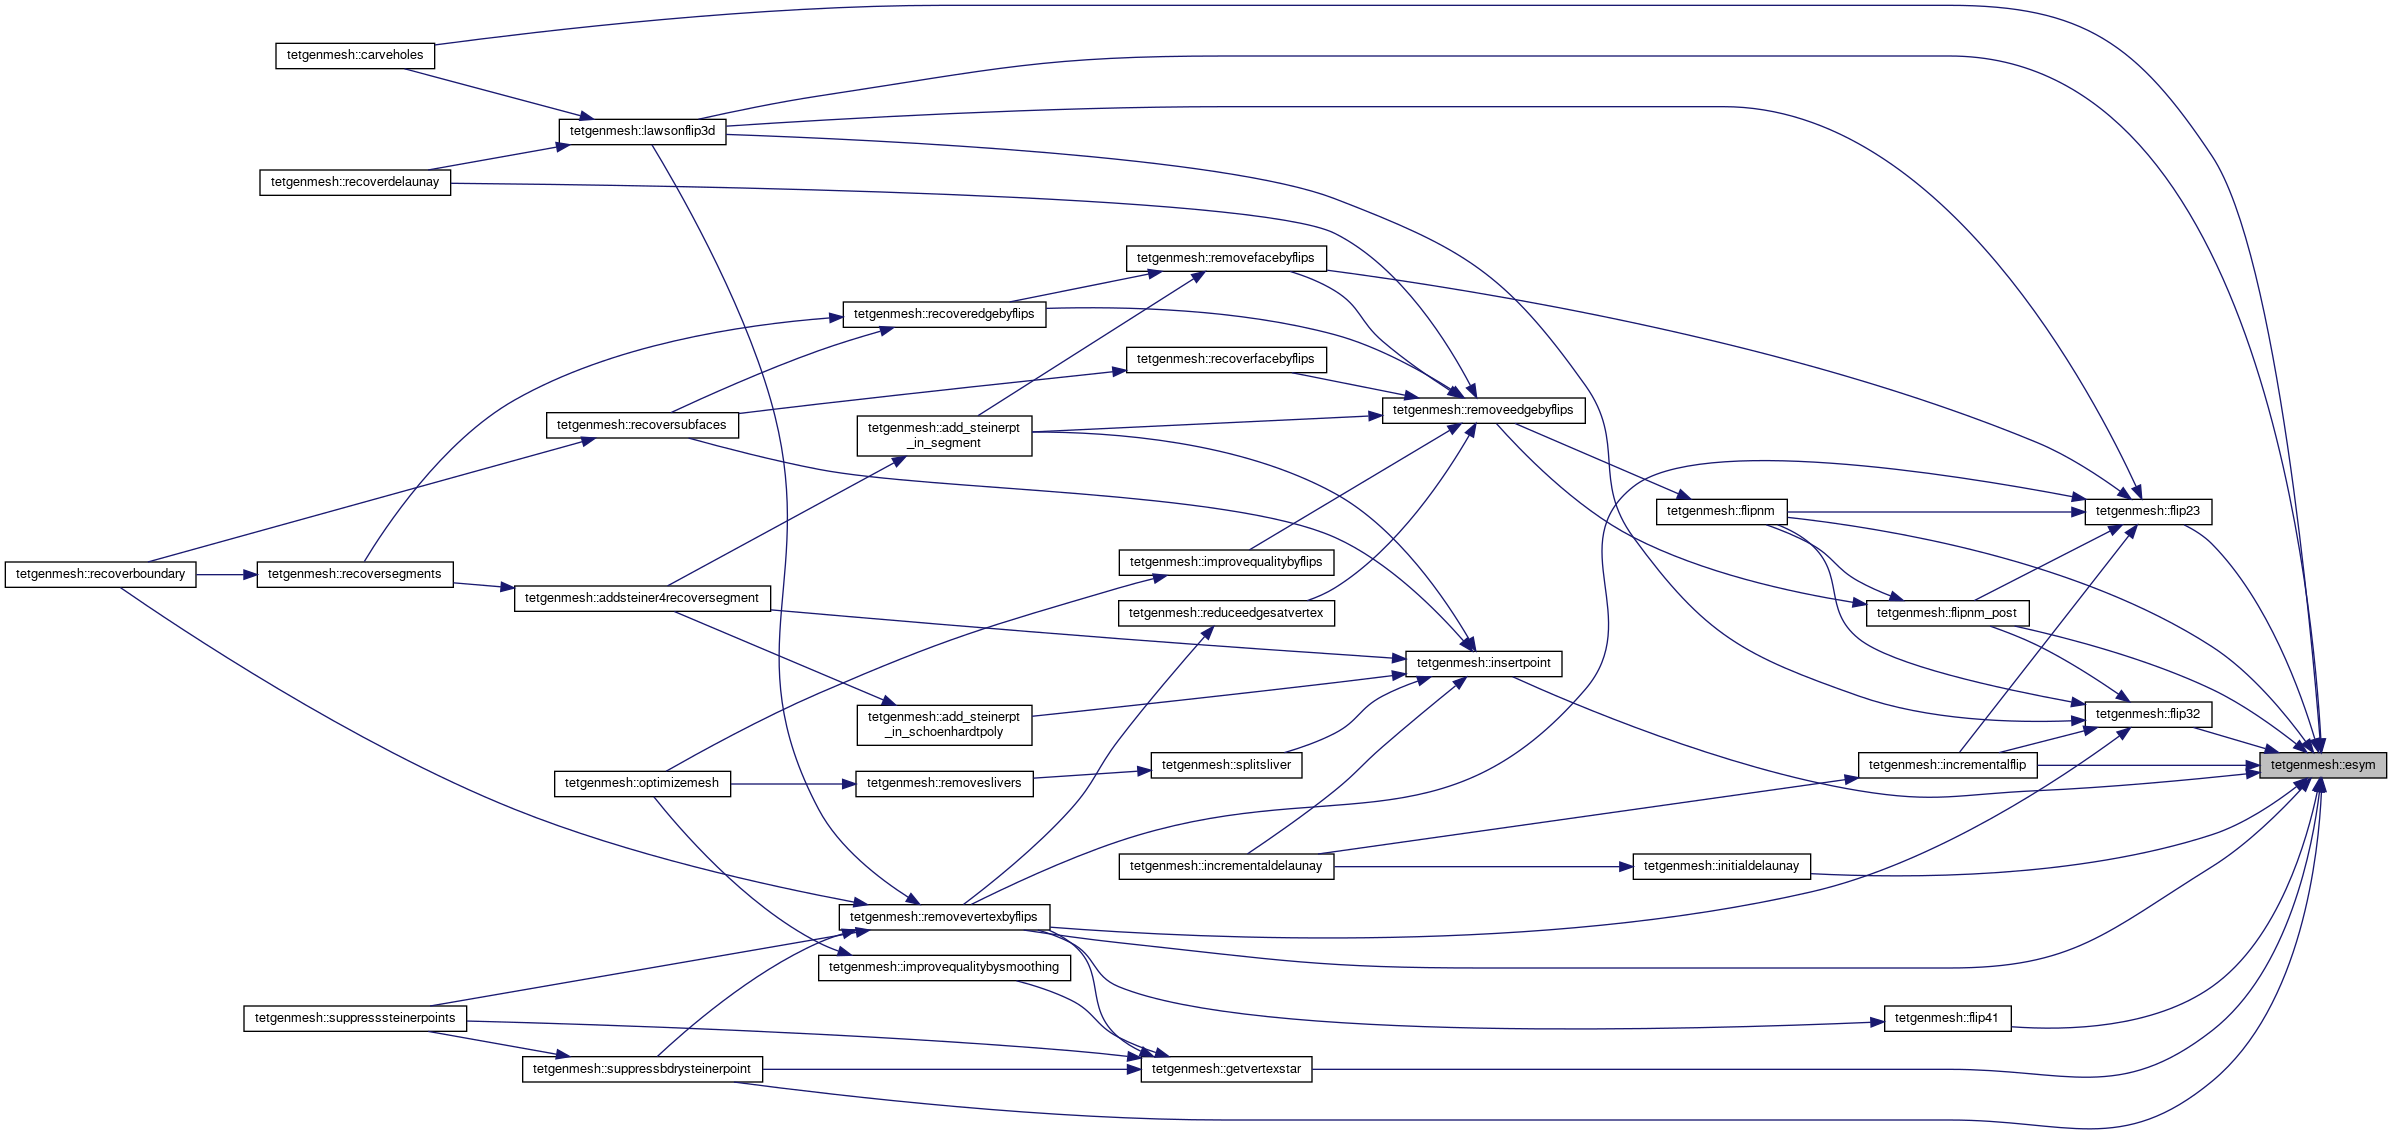 tetgenmesh::carveholes
tetgenmesh::lawsonflip3d
tetgenmesh::recoverdelaunay
tetgenmesh::removefacebyflips
tetgenmesh::recoveredgebyflips
tetgenmesh::recoverfacebyflips
tetgenmesh::removeedgebyflips
tetgenmesh::recoversubfaces
tetgenmesh::add_steinerpt
_in_segment
tetgenmesh::flipnm
tetgenmesh::flip23
tetgenmesh::improvequalitybyflips
tetgenmesh::recoverboundary
tetgenmesh::recoversegments
tetgenmesh::addsteiner4recoversegment
tetgenmesh::reduceedgesatvertex
tetgenmesh::flipnm_post
tetgenmesh::insertpoint
tetgenmesh::add_steinerpt
_in_schoenhardtpoly
tetgenmesh::flip32
tetgenmesh::splitsliver
tetgenmesh::incrementalflip
tetgenmesh::esym
tetgenmesh::optimizemesh
tetgenmesh::removeslivers
tetgenmesh::incrementaldelaunay
tetgenmesh::initialdelaunay
tetgenmesh::removevertexbyflips
tetgenmesh::improvequalitybysmoothing
tetgenmesh::suppresssteinerpoints
tetgenmesh::flip41
tetgenmesh::suppressbdrysteinerpoint
tetgenmesh::getvertexstar